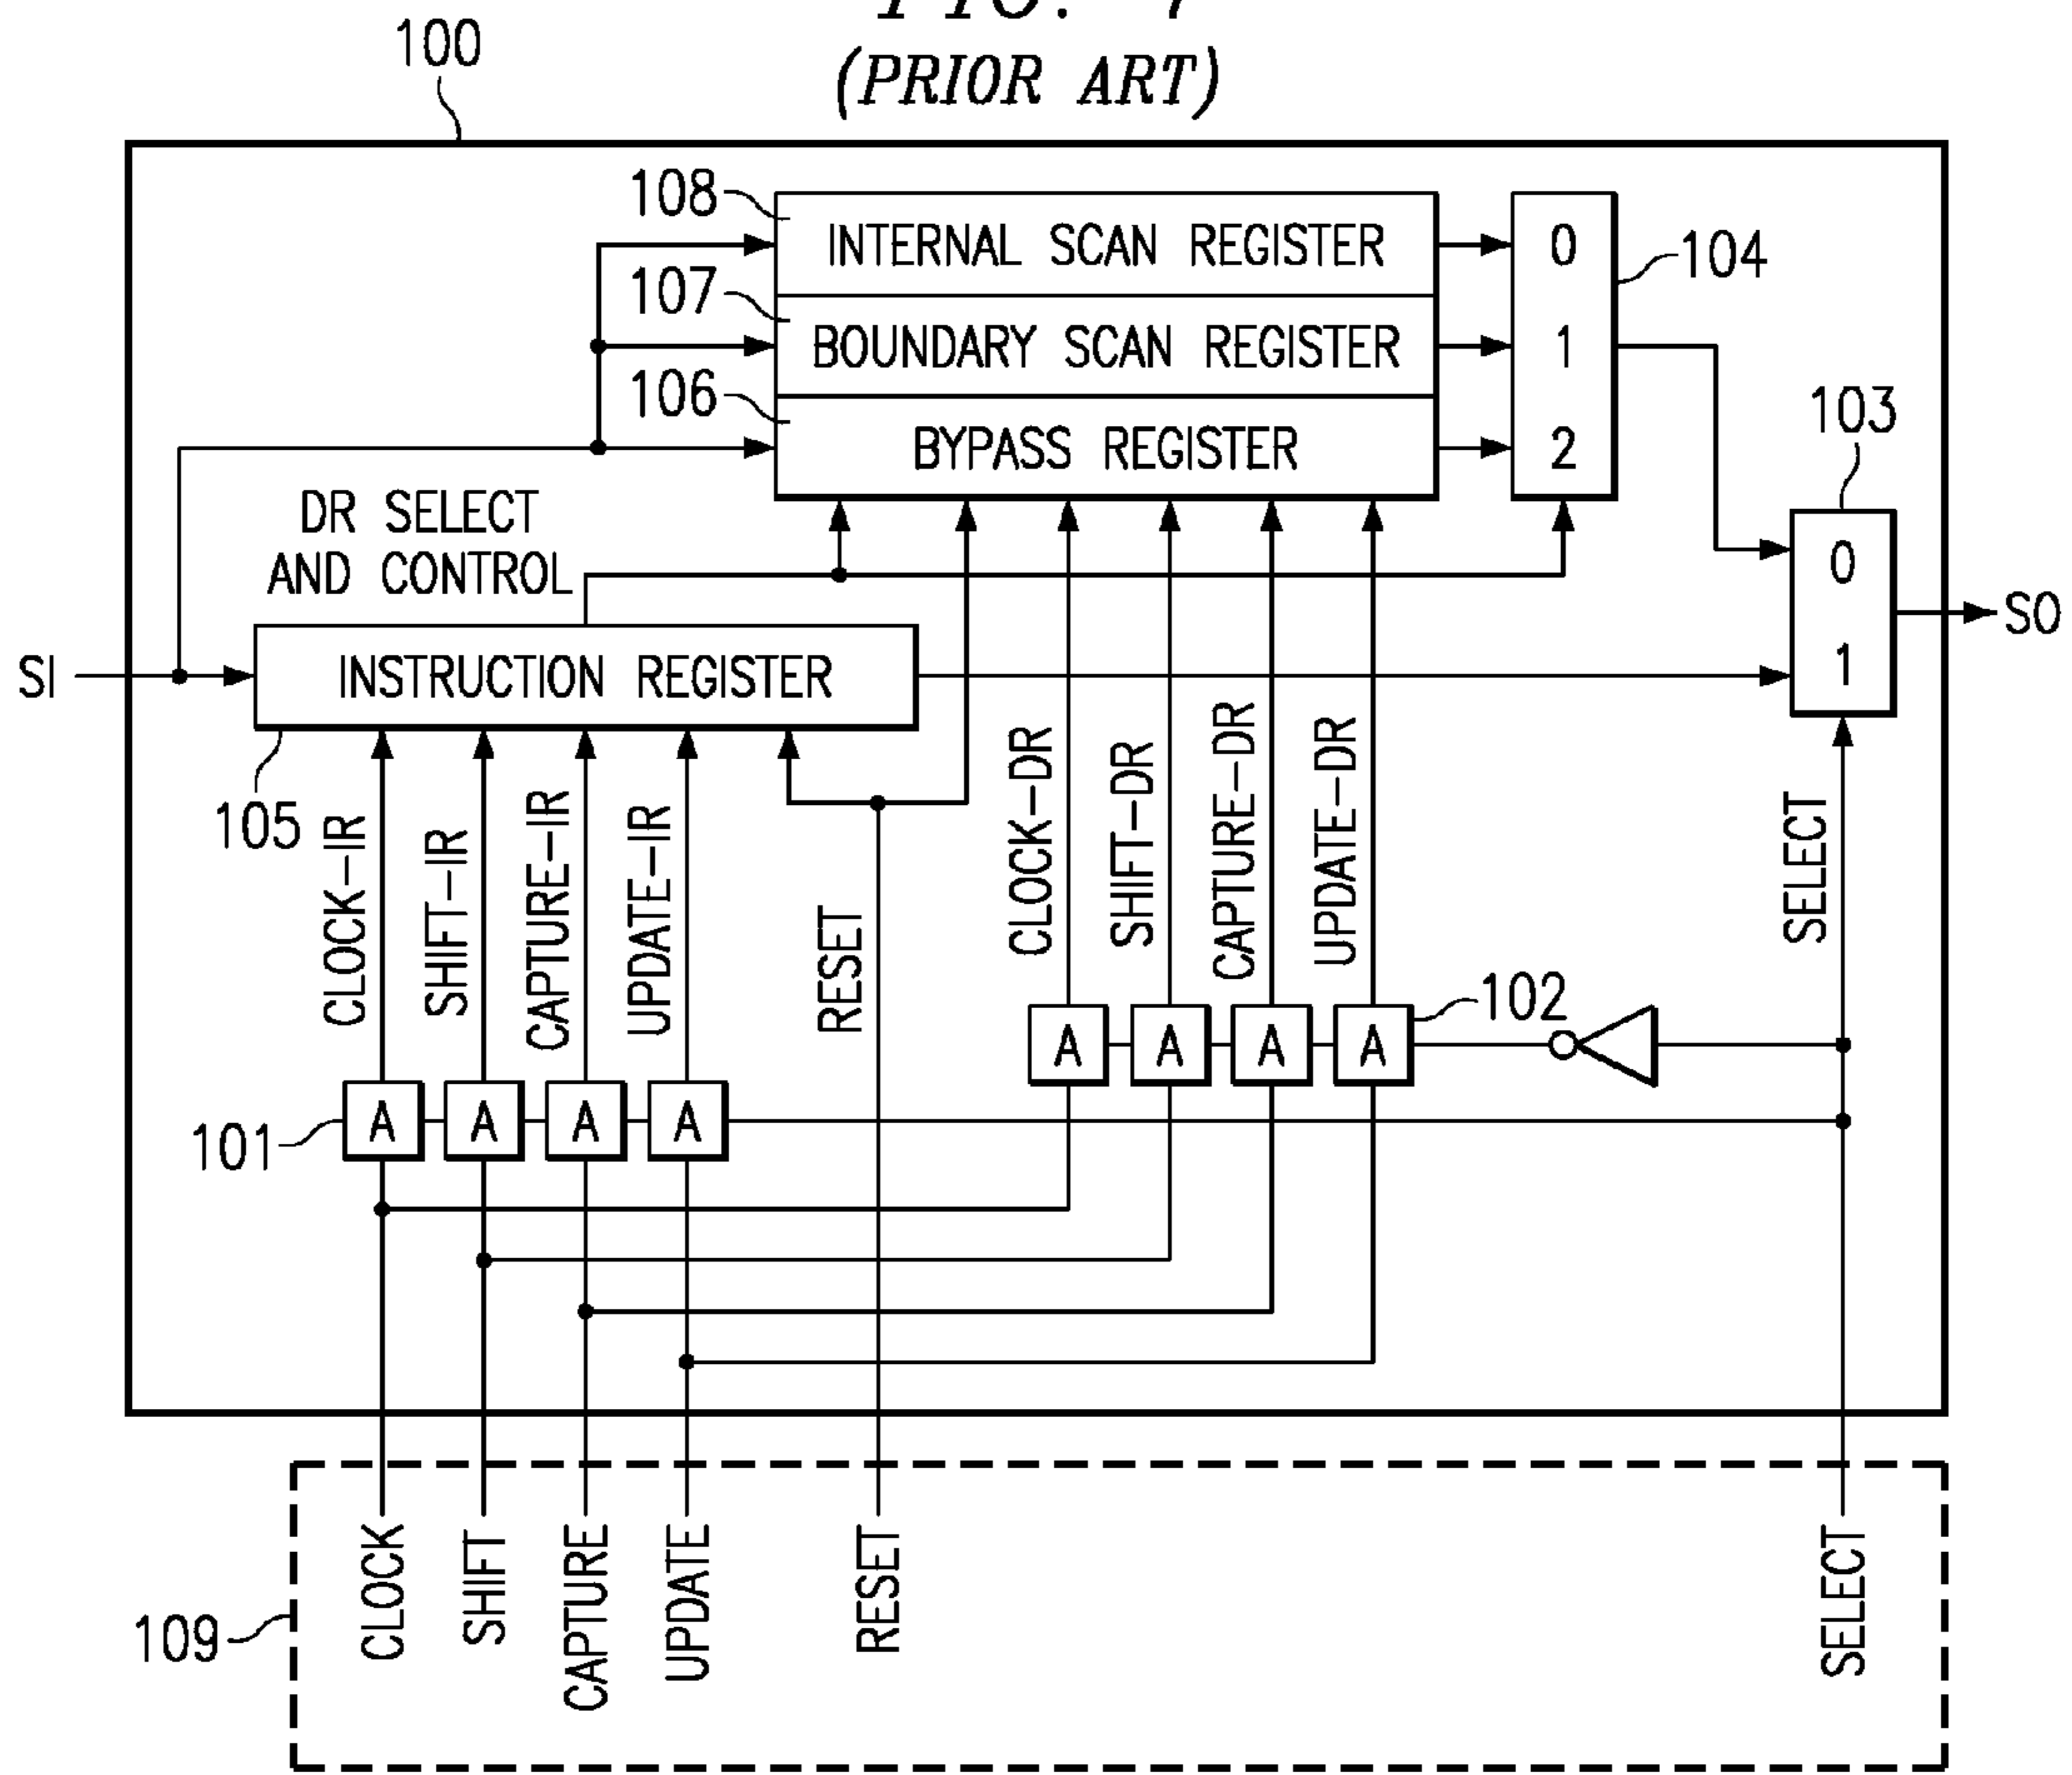 (PRIOR ART)
100
108
INTERNAL SCAN REGISTER
0
104
107
BOUNDARY SCAN REGISTER
1
106
BYPASS REGISTER
2
103
DR SELECT
AND CONTROL
0
SO
1
SI
INSTRUCTION REGISTER
105
CLOCK-IR
SHIFT-IR
CAPTURE-IR
UPDATE-IR
RESET
CLOCK-DR
SHIFT-DR
CAPTURE-DR
UPDATE-DR
SELECT
102
A
A
A
A
101
A
A
A
A
109
CLOCK
SHIFT
CAPTURE
UPDATE
RESET
SELECT